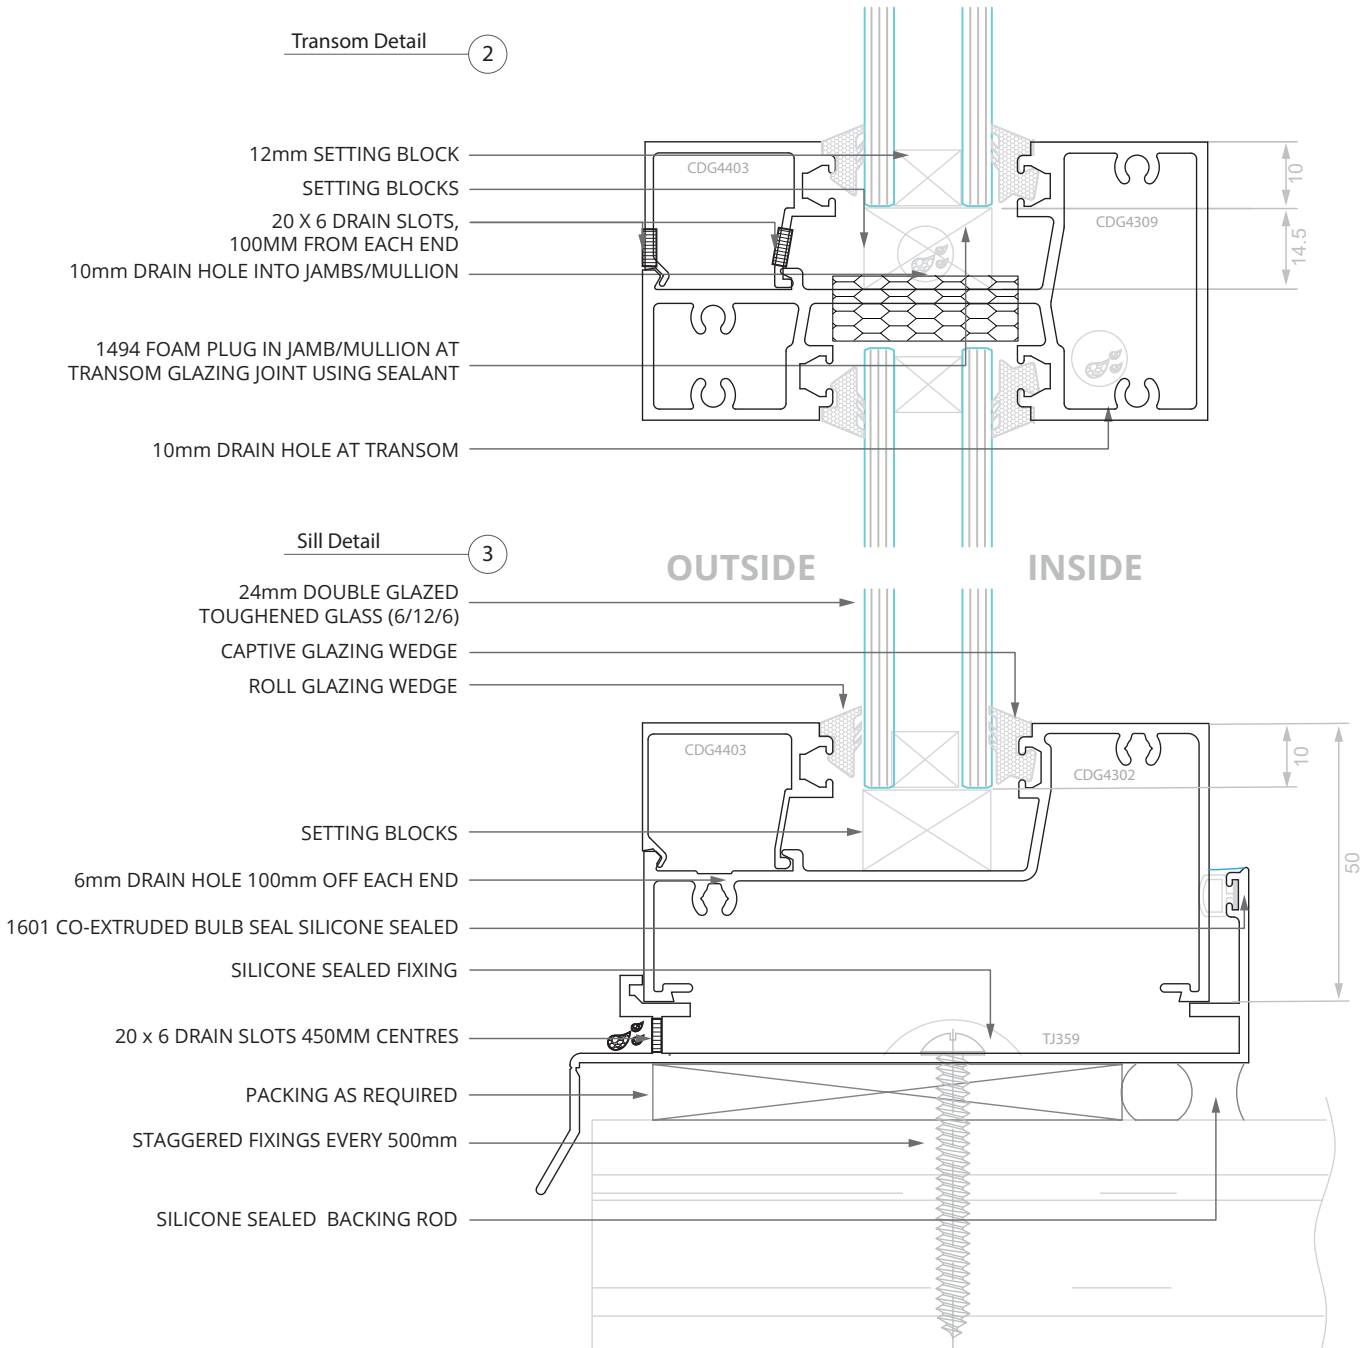 Transom Detail
2
12mm SETTING BLOCK
SETTING BLOCKS
20 X 6 DRAIN SLOTS,
100MM FROM EACH END
10mm DRAIN HOLE INTO JAMBS/MULLION
1494 FOAM PLUG IN JAMB/MULLION AT
TRANSOM GLAZING JOINT USING SEALANT
10mm DRAIN HOLE AT TRANSOM
CDG4403
CDG4309
10
14.5
Sill Detail
3
OUTSIDE
INSIDE
24mm DOUBLE GLAZED
TOUGHENED GLASS (6/12/6)
CAPTIVE GLAZING WEDGE
ROLL GLAZING WEDGE
SETTING BLOCKS
6mm DRAIN HOLE 100mm OFF EACH END
1601 CO-EXTRUDED BULB SEAL SILICONE SEALED
SILICONE SEALED FIXING
20 x 6 DRAIN SLOTS 450MM CENTRES
PACKING AS REQUIRED
STAGGERED FIXINGS EVERY 500mm
SILICONE SEALED BACKING ROD
CDG4403
CDG4302
10
50
TJ359